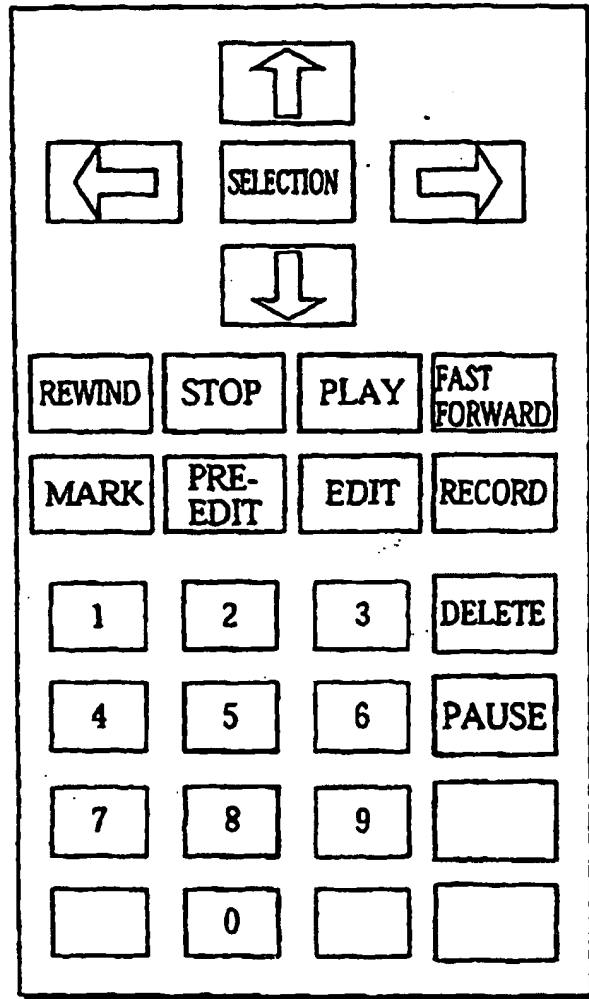 SELECTION
REWIND STOP PLAY FAST FORWARD
MARK PRE-EDIT EDIT RECORD
1 2 3 DELETE
4 5 6 PAUSE
7 8 9
0